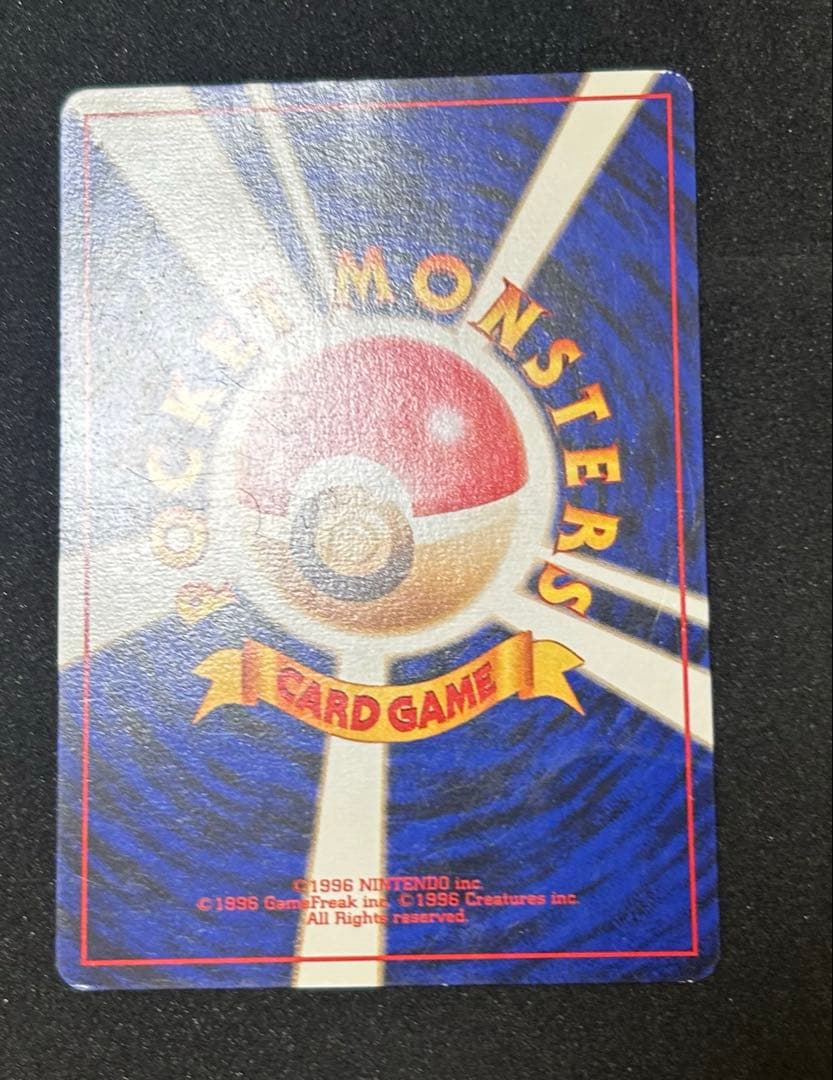 POCKET MONSTERS
CARD GAME
©1996 NINTENDO inc.
©1996 GameFreak inc. ©1996 Creatures inc.
All Rights reserved.